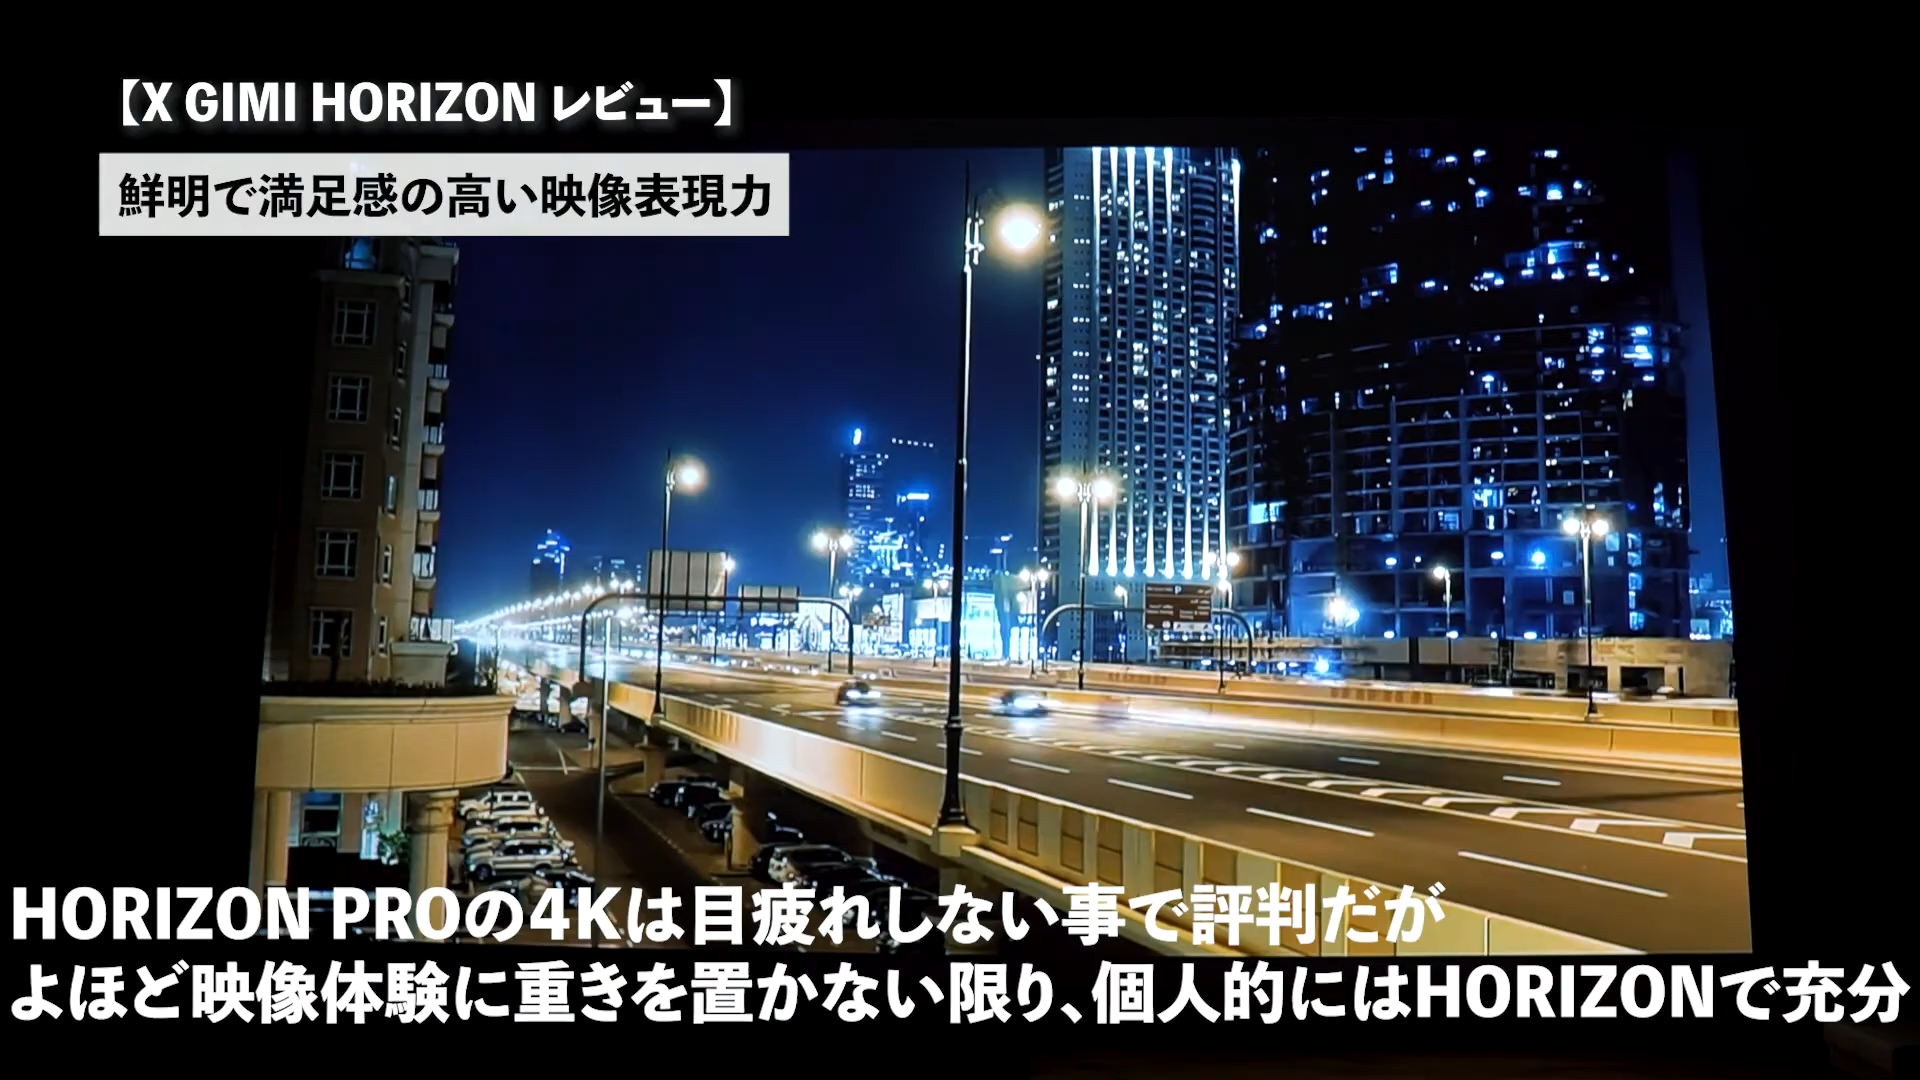 【X GIMI HORIZON レビュー】
鮮明で満足感の高い映像表現力
P
HORIZON PROの4Kは目疲れしない事で評判だが
よほど映像体験に重きを置かない限り、個人的にはHORIZONで充分